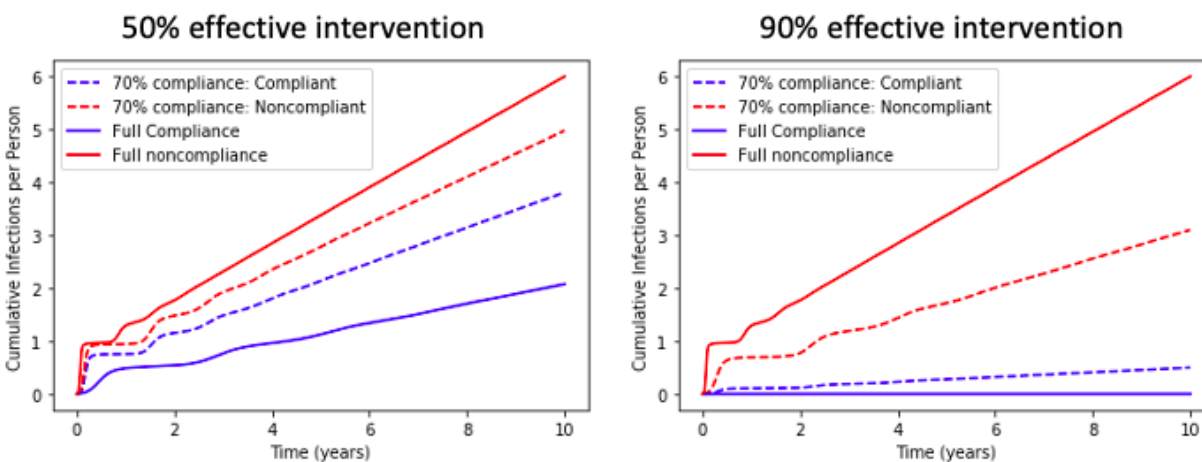 50% effective intervention
Cumulative Infections per Person
6
5
4
3
2
1
0
70% compliance: Compliant
70% compliance: Noncompliant
Full Compliance
Full noncompliance
0 2 4 6 8 10
Time (years)
90% effective intervention
Cumulative Infections per Person
6
5
4
3
2
1
0
70% compliance: Compliant
70% compliance: Noncompliant
Full Compliance
Full noncompliance
0 2 4 6 8 10
Time (years)